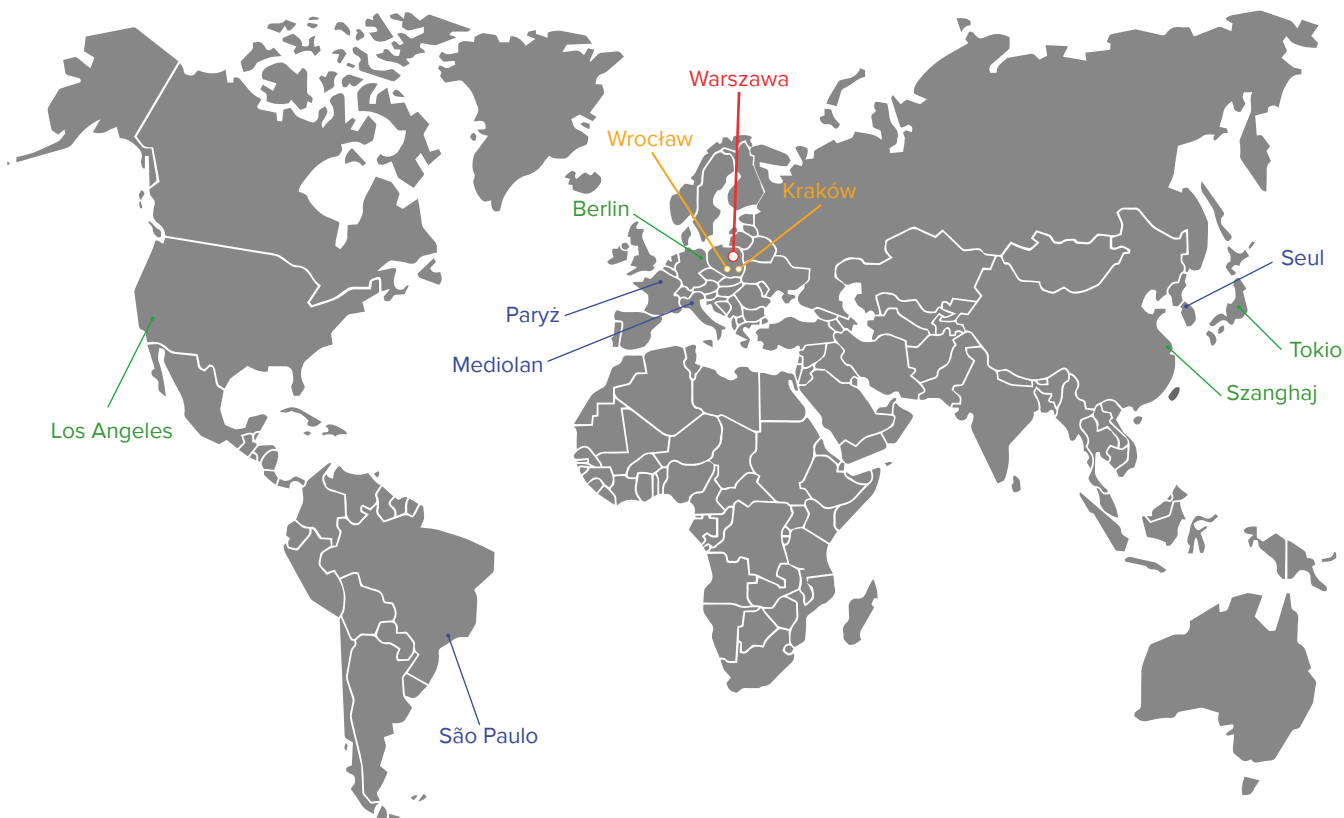 Warszawa
Wrocław
Kraków
Berlin
Seul
Paryż
Tokio
Mediolan
Szanghaj
Los Angeles
São Paulo